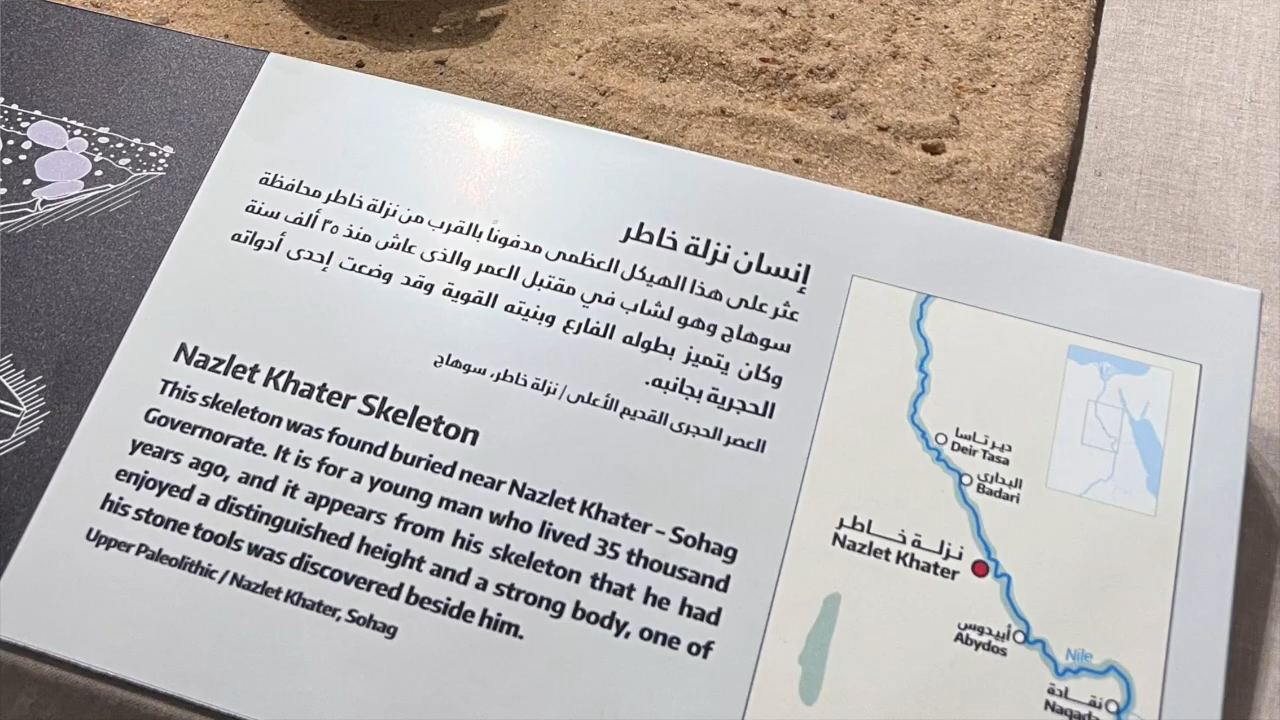 إنسان نزلة خاطر
عثر على هذا الهيكل العظمى مدفوناً بالقرب من نزلة خاطر محافظة
سوهاج وهو لشاب في مقتبل العمر والذى عاش منذ ٣٥ ألف سنة
وكان يتميز بطوله الفارع وبنيته القوية وقد وضعت إحدى أدواته
الحجرية بجانبه.
العصر الحجرى القديم الأعلى / نزلة خاطر، سوهاج
Nazlet Khater Skeleton
This skeleton was found buried near Nazlet Khater – Sohag
Governorate. It is for a young man who lived 35 thousand
years ago, and it appears from his skeleton that he had
enjoyed a distinguished height and a strong body, one of
his stone tools was discovered beside him.
Upper Paleolithic / Nazlet Khater, Sohag
ديرتاسا
Deir Tasa
البدارى
Badari
نزلة خاطر
Nazlet Khater
أبيدوس
Abydos
Nile
نقادة
Naqada